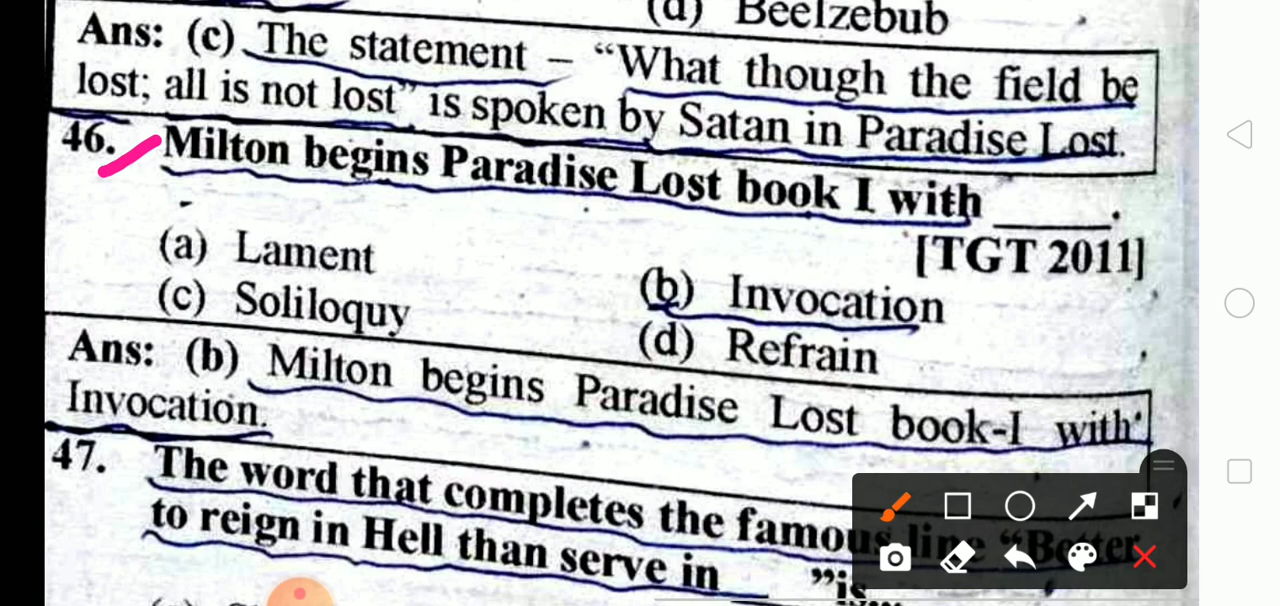 (d) Beelzebub
Ans: (c) The statement – “What though the field be
lost; all is not lost” is spoken by Satan in Paradise Lost.
46. Milton begins Paradise Lost book I with ____.
[TGT 2011]
(a) Lament (b) Invocation
(c) Soliloquy (d) Refrain
Ans: (b) Milton begins Paradise Lost book-I with
Invocation.
47. The word that completes the famous line “Better
to reign in Hell than serve in ____ ” is